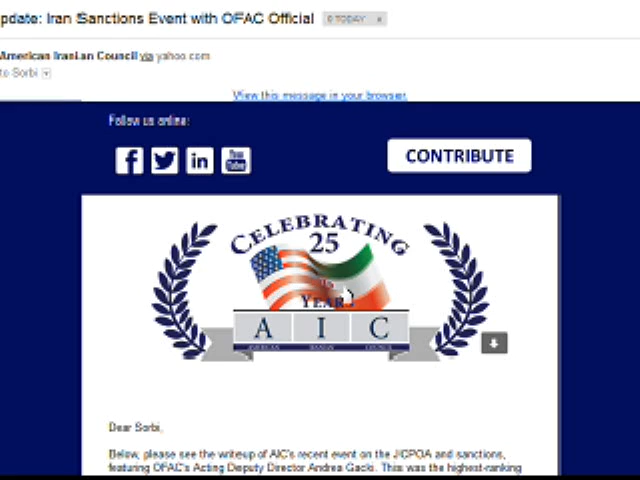 pdate: Iran Sanctions Event with OFAC Official
American Iranian Council via yahoo.com
to Sorbi
View this message in your browser.
Follow us online:
You
Tube
CONTRIBUTE
CELEBRATING
25
YEARS
A I C
AMERICAN IRANIAN COUNCIL
Dear Sorbi,
Below, please see the writeup of AIC's recent event on the JCPOA and sanctions,
featuring OFAC's Acting Deputy Director Andrea Gacki. This was the highest-ranking